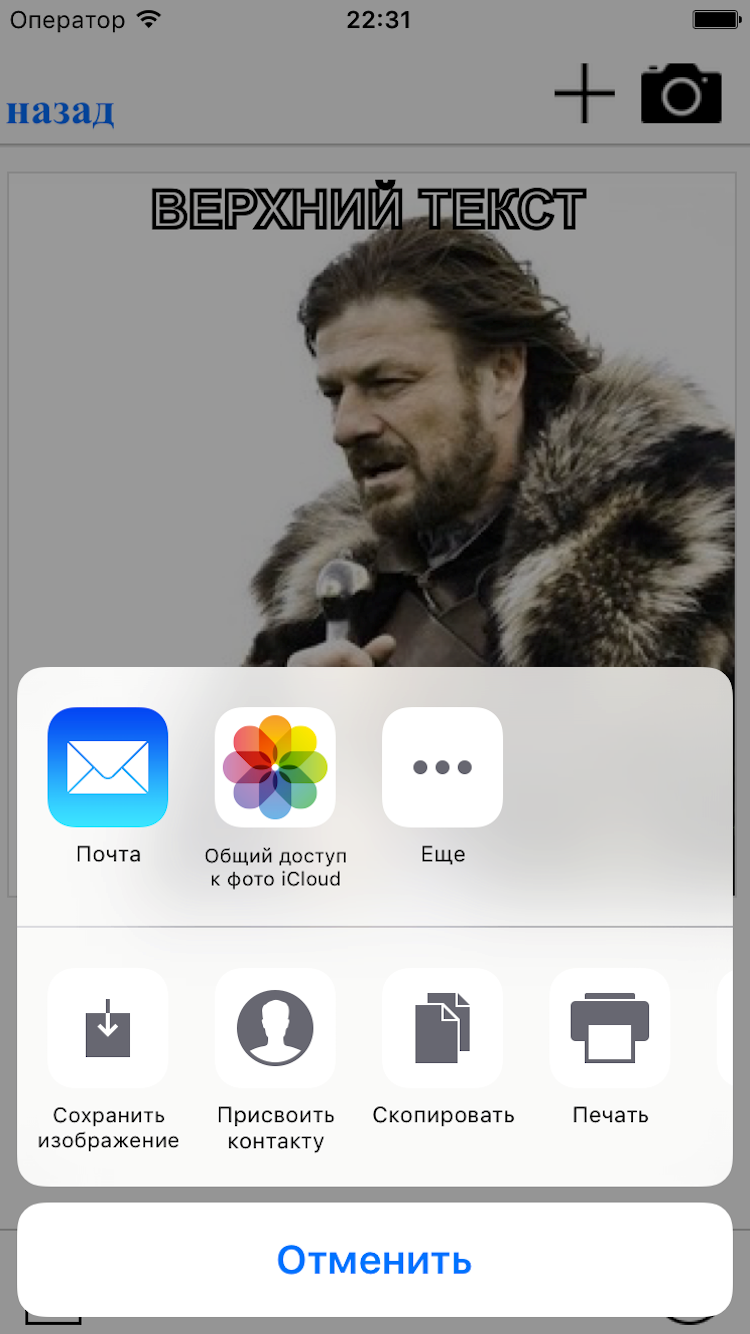 Оператор 22:31
назад
ВЕРХНИЙ ТЕКСТ
Почта
Общий доступ
к фото iCloud
Еще
Сохранить
изображение
Присвоить
контакту
Скопировать
Печать
Отменить